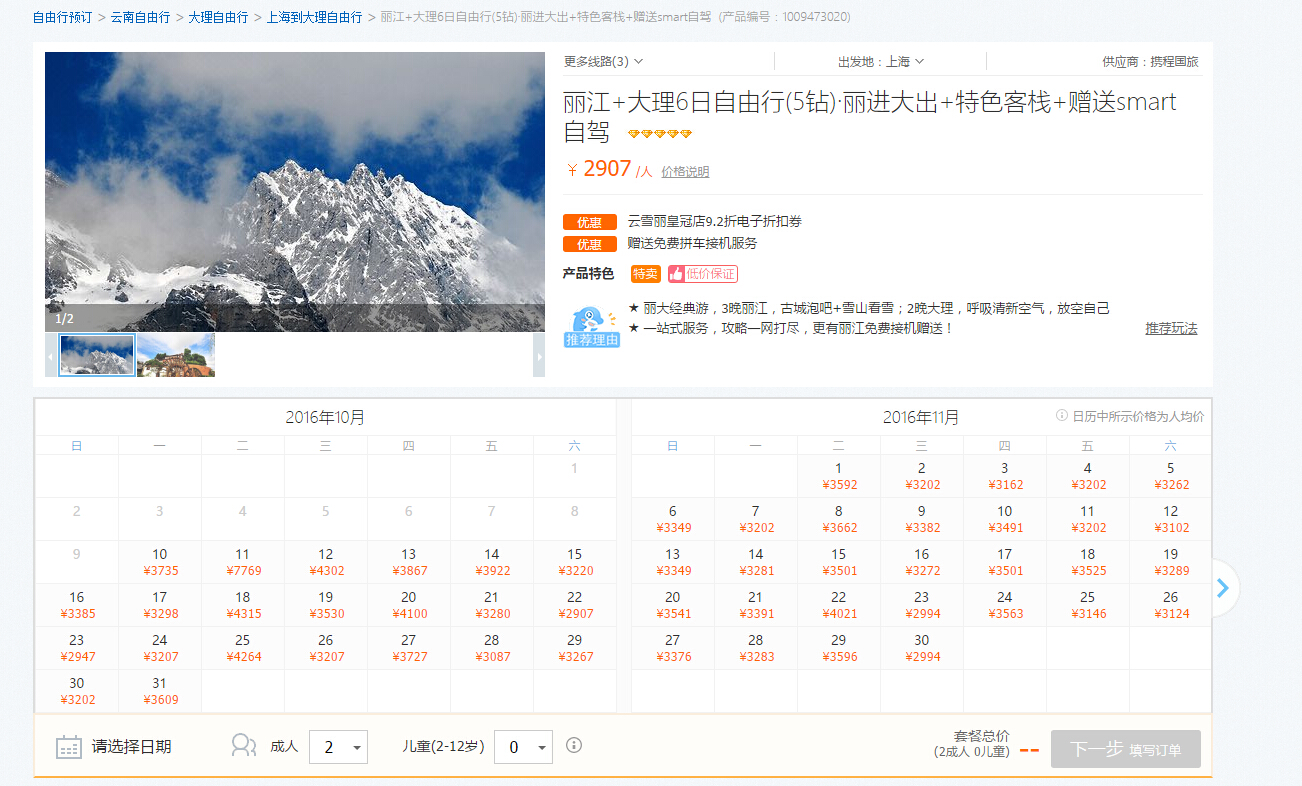 自由行预订 > 云南自由行 > 大理自由行 > 上海到大理自由行 > 丽江+大理6日自由行(5钻)·丽进大出+特色客栈+赠送smart自驾 (产品编号：1009473020)
更多线路(3) 出发地：上海 供应商：携程国旅
丽江+大理6日自由行(5钻)·丽进大出+特色客栈+赠送smart
自驾
¥ 2907 /人 价格说明
优惠 云雪丽皇冠店9.2折电子折扣券
优惠 赠送免费拼车接机服务
产品特色 特卖 低价保证
★ 丽大经典游，3晚丽江，古城泡吧+雪山看雪；2晚大理，呼吸清新空气，放空自己
★ 一站式服务，攻略一网打尽，更有丽江免费接机赠送！
推荐理由
推荐玩法
1/2
2016年10月
日 一 二 三 四 五 六
1
2 3 4 5 6 7 8
9 10 11 12 13 14 15
¥3735 ¥7769 ¥4302 ¥3867 ¥3922 ¥3220
16 17 18 19 20 21 22
¥3385 ¥3298 ¥4315 ¥3530 ¥4100 ¥3280 ¥2907
23 24 25 26 27 28 29
¥2947 ¥3207 ¥4264 ¥3207 ¥3727 ¥3087 ¥3267
30 31
¥3202 ¥3609
2016年11月 日历中所示价格为人均价
日 一 二 三 四 五 六
1 2 3 4 5
¥3592 ¥3202 ¥3162 ¥3202 ¥3262
6 7 8 9 10 11 12
¥3349 ¥3202 ¥3662 ¥3382 ¥3491 ¥3202 ¥3102
13 14 15 16 17 18 19
¥3349 ¥3281 ¥3501 ¥3272 ¥3501 ¥3525 ¥3289
20 21 22 23 24 25 26
¥3541 ¥3391 ¥4021 ¥2994 ¥3563 ¥3146 ¥3124
27 28 29 30
¥3376 ¥3283 ¥3596 ¥2994
请选择日期 成人 2 儿童(2-12岁) 0
套餐总价
(2成人 0儿童) --
下一步 填写订单